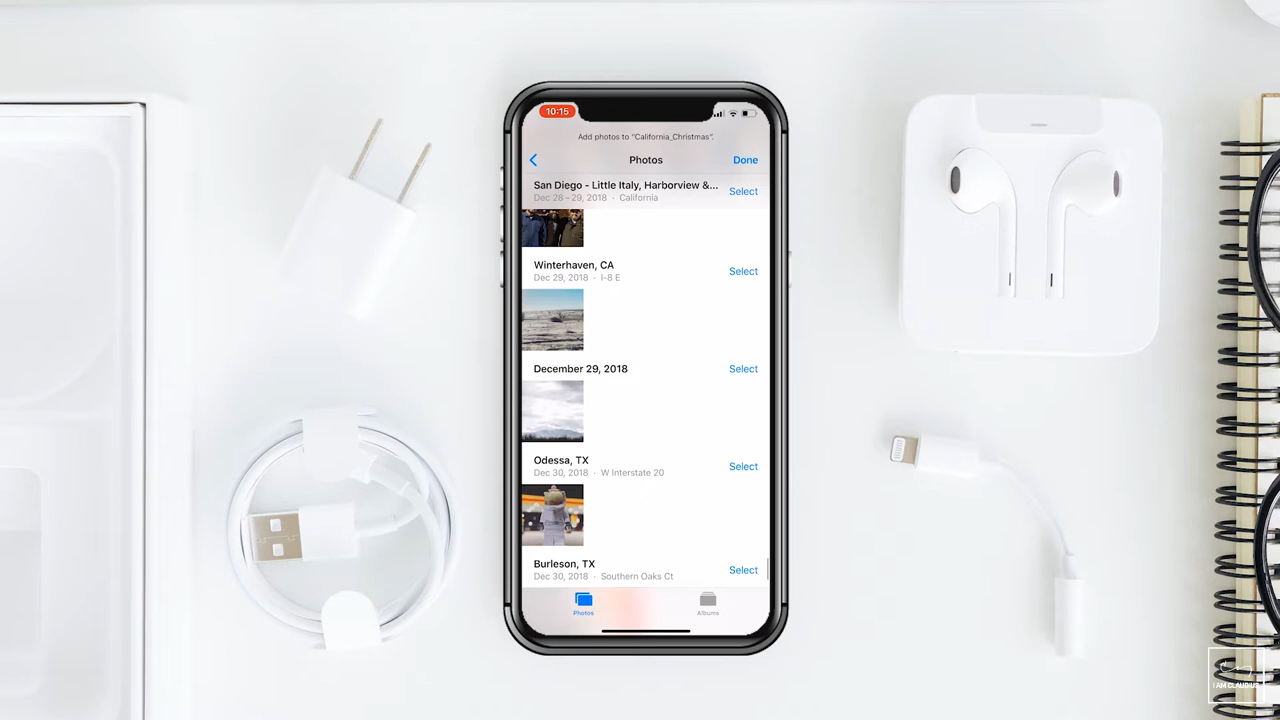 10:15
Add photos to “California_Christmas”.
Photos
Done
San Diego - Little Italy, Harborview &...
Select
Dec 28–29, 2018 · California
Winterhaven, CA
Select
Dec 29, 2018 · I-8 E
December 29, 2018
Select
Odessa, TX
Select
Dec 30, 2018 · W Interstate 20
Burleson, TX
Select
Dec 30, 2018 · Southern Oaks Ct
Photos
Albums
I AM CLAUDIUS